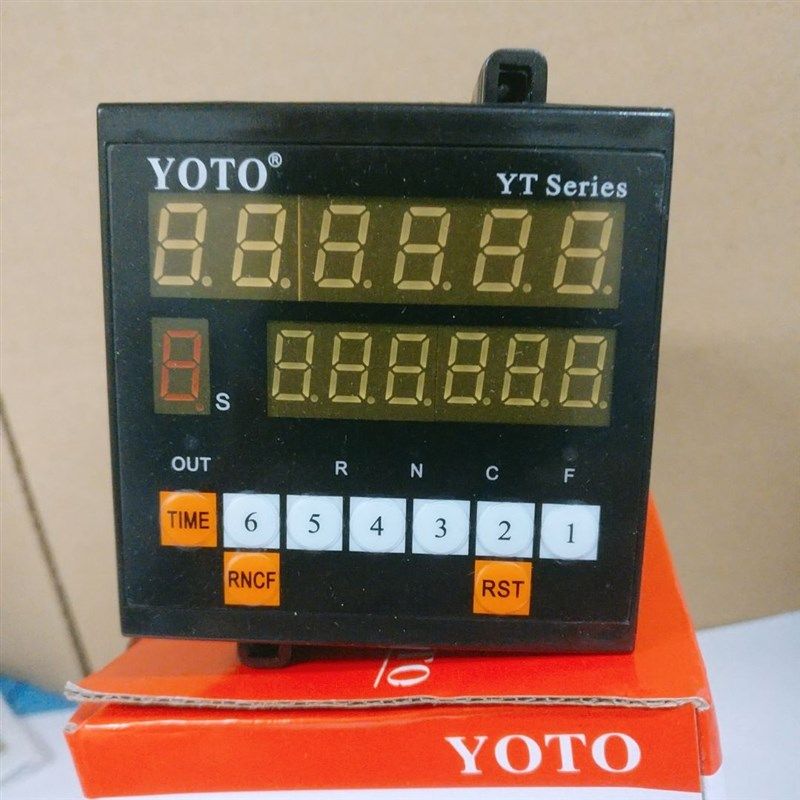 YOTO®
YT Series
S
OUT R N C F
TIME 6 5 4 3 2 1
RNCF RST
YOTO